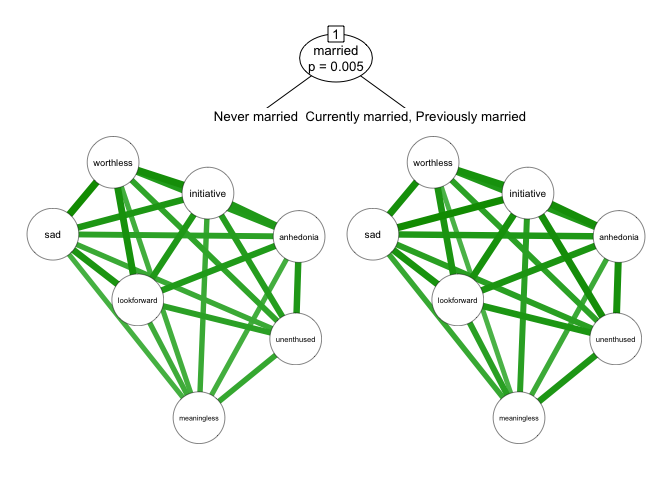 1
married
p = 0.005
Never married
Currently married, Previously married
worthless
initiative
sad
anhedonia
lookforward
unenthused
meaningless
worthless
initiative
sad
anhedonia
lookforward
unenthused
meaningless